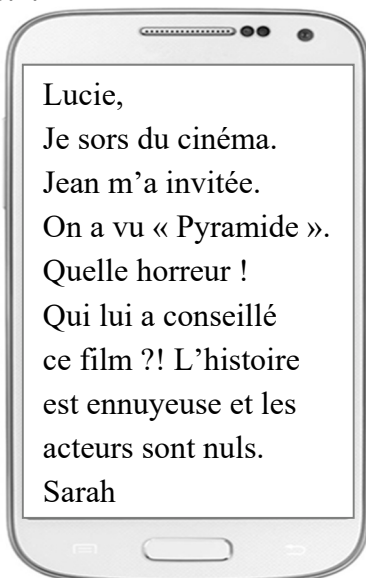 Lucie,
Je sors du cinéma.
Jean m’a invitée.
On a vu « Pyramide ».
Quelle horreur !
Qui lui a conseillé
ce film ?! L’histoire
est ennuyeuse et les
acteurs sont nuls.
Sarah